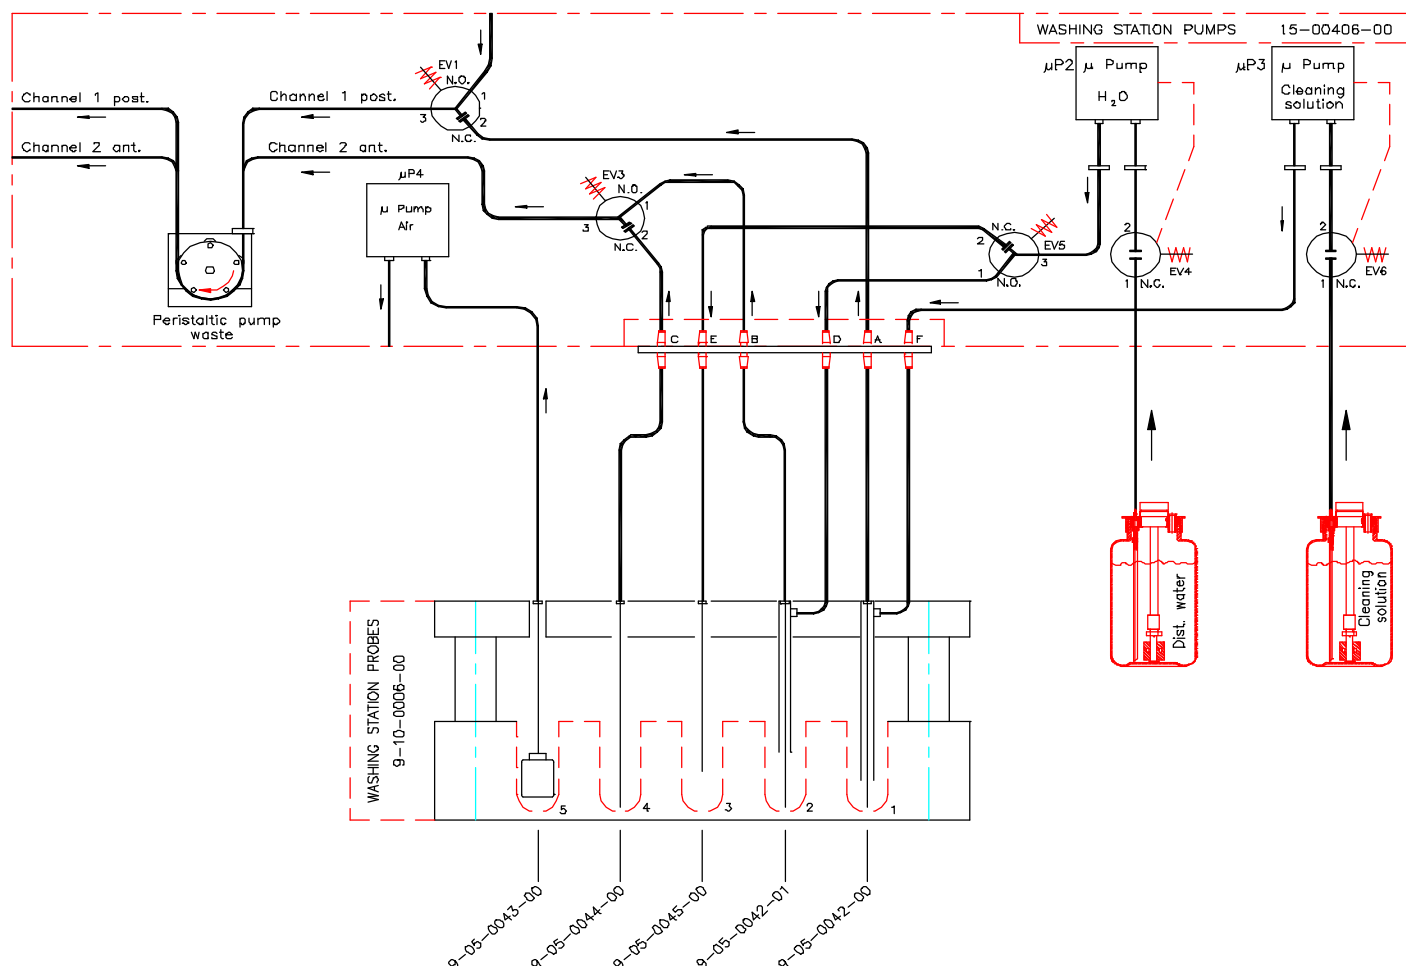 WASHING STATION PUMPS 15-00406-00
EV1
N.O.
1
2
3
N.C.
Channel 1 post.
Channel 1 post.
Channel 2 ant.
Channel 2 ant.
µP2
µ Pump
H2O
µP3
µ Pump
Cleaning
solution
µP4
µ Pump
Air
EV3
N.O.
1
2
3
N.C.
N.C.
2
EV5
3
1
N.O.
2
EV4
1 N.C.
2
EV6
1 N.C.
Peristaltic pump
waste
C
E
B
D
A
F
Dist. water
Cleaning
solution
WASHING STATION PROBES
9-10-0006-00
5
4
3
2
1
9-05-0043-00
9-05-0044-00
9-05-0045-00
9-05-0042-01
9-05-0042-00